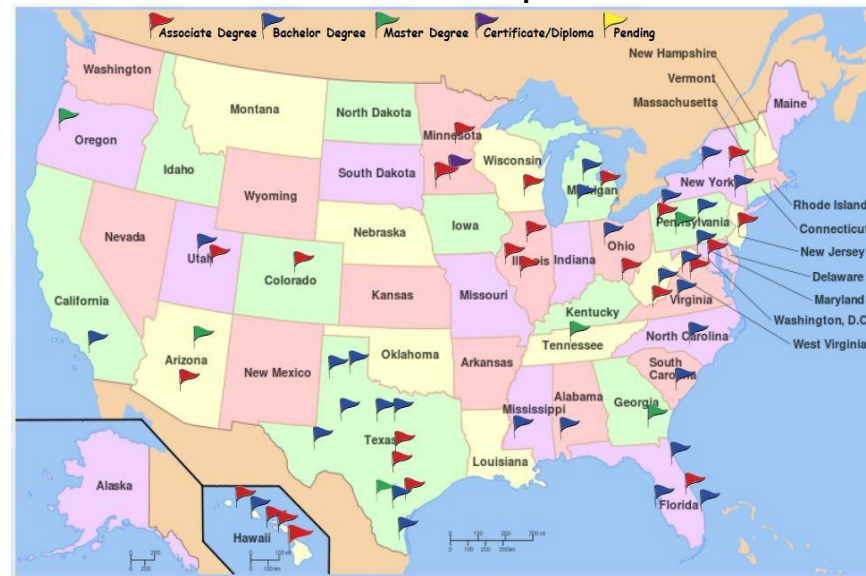 Associate Degree Bachelor Degree Master Degree Certificate/Diploma Pending
New Hampshire
Vermont
Massachusetts
Washington
Montana
North Dakota
Minnesota
Maine
Oregon
Idaho
South Dakota
Wisconsin
Michigan
New York
Wyoming
Rhode Island
Connecticut
Nevada
Utah
Nebraska
Iowa
Illinois
Indiana
Ohio
Pennsylvania
New Jersey
Colorado
Delaware
California
Kansas
Missouri
Kentucky
Virginia
Maryland
Washington, D.C
West Virginia
Arizona
New Mexico
Oklahoma
Arkansas
Tennessee
North Carolina
South
Carolina
Mississippi
Alabama
Georgia
Texas
Louisiana
Florida
Alaska
Hawaii